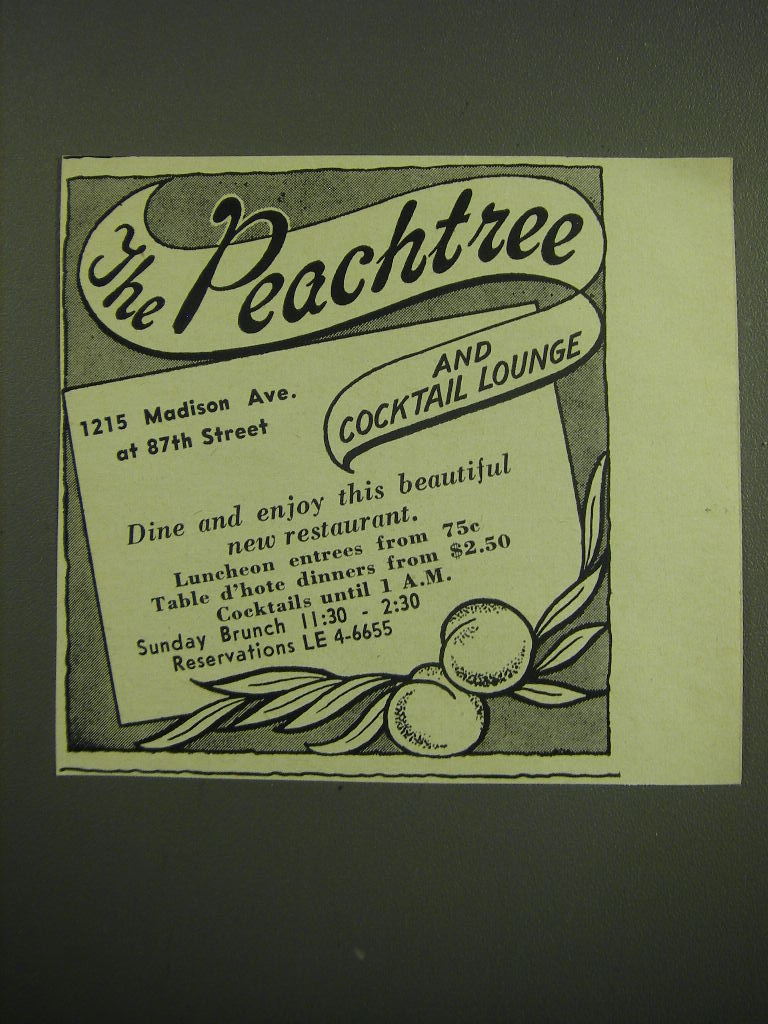 The Peachtree
AND
COCKTAIL LOUNGE
1215 Madison Ave.
at 87th Street
Dine and enjoy this beautiful
new restaurant.
Luncheon entrees from 75c
Table d'hote dinners from $2.50
Cocktails until 1 A.M.
Sunday Brunch 11:30 - 2:30
Reservations LE 4-6655